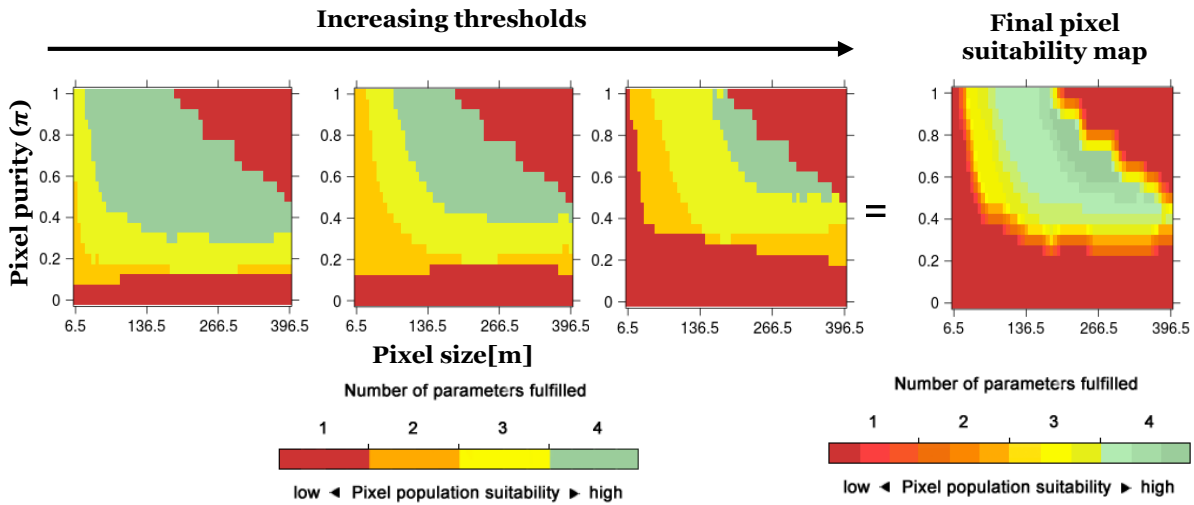 Increasing thresholds
Final pixel
suitability map
Pixel purity (π)
1
0.8
0.6
0.4
0.2
0
6.5 136.5 266.5 396.5
1
0.8
0.6
0.4
0.2
0
6.5 136.5 266.5 396.5
1
0.8
0.6
0.4
0.2
0
6.5 136.5 266.5 396.5
=
1
0.8
0.6
0.4
0.2
0
6.5 136.5 266.5 396.5
Pixel size[m]
Number of parameters fulfilled
1 2 3 4
low ◄ Pixel population suitability ► high
Number of parameters fulfilled
1 2 3 4
low ◄ Pixel population suitability ► high